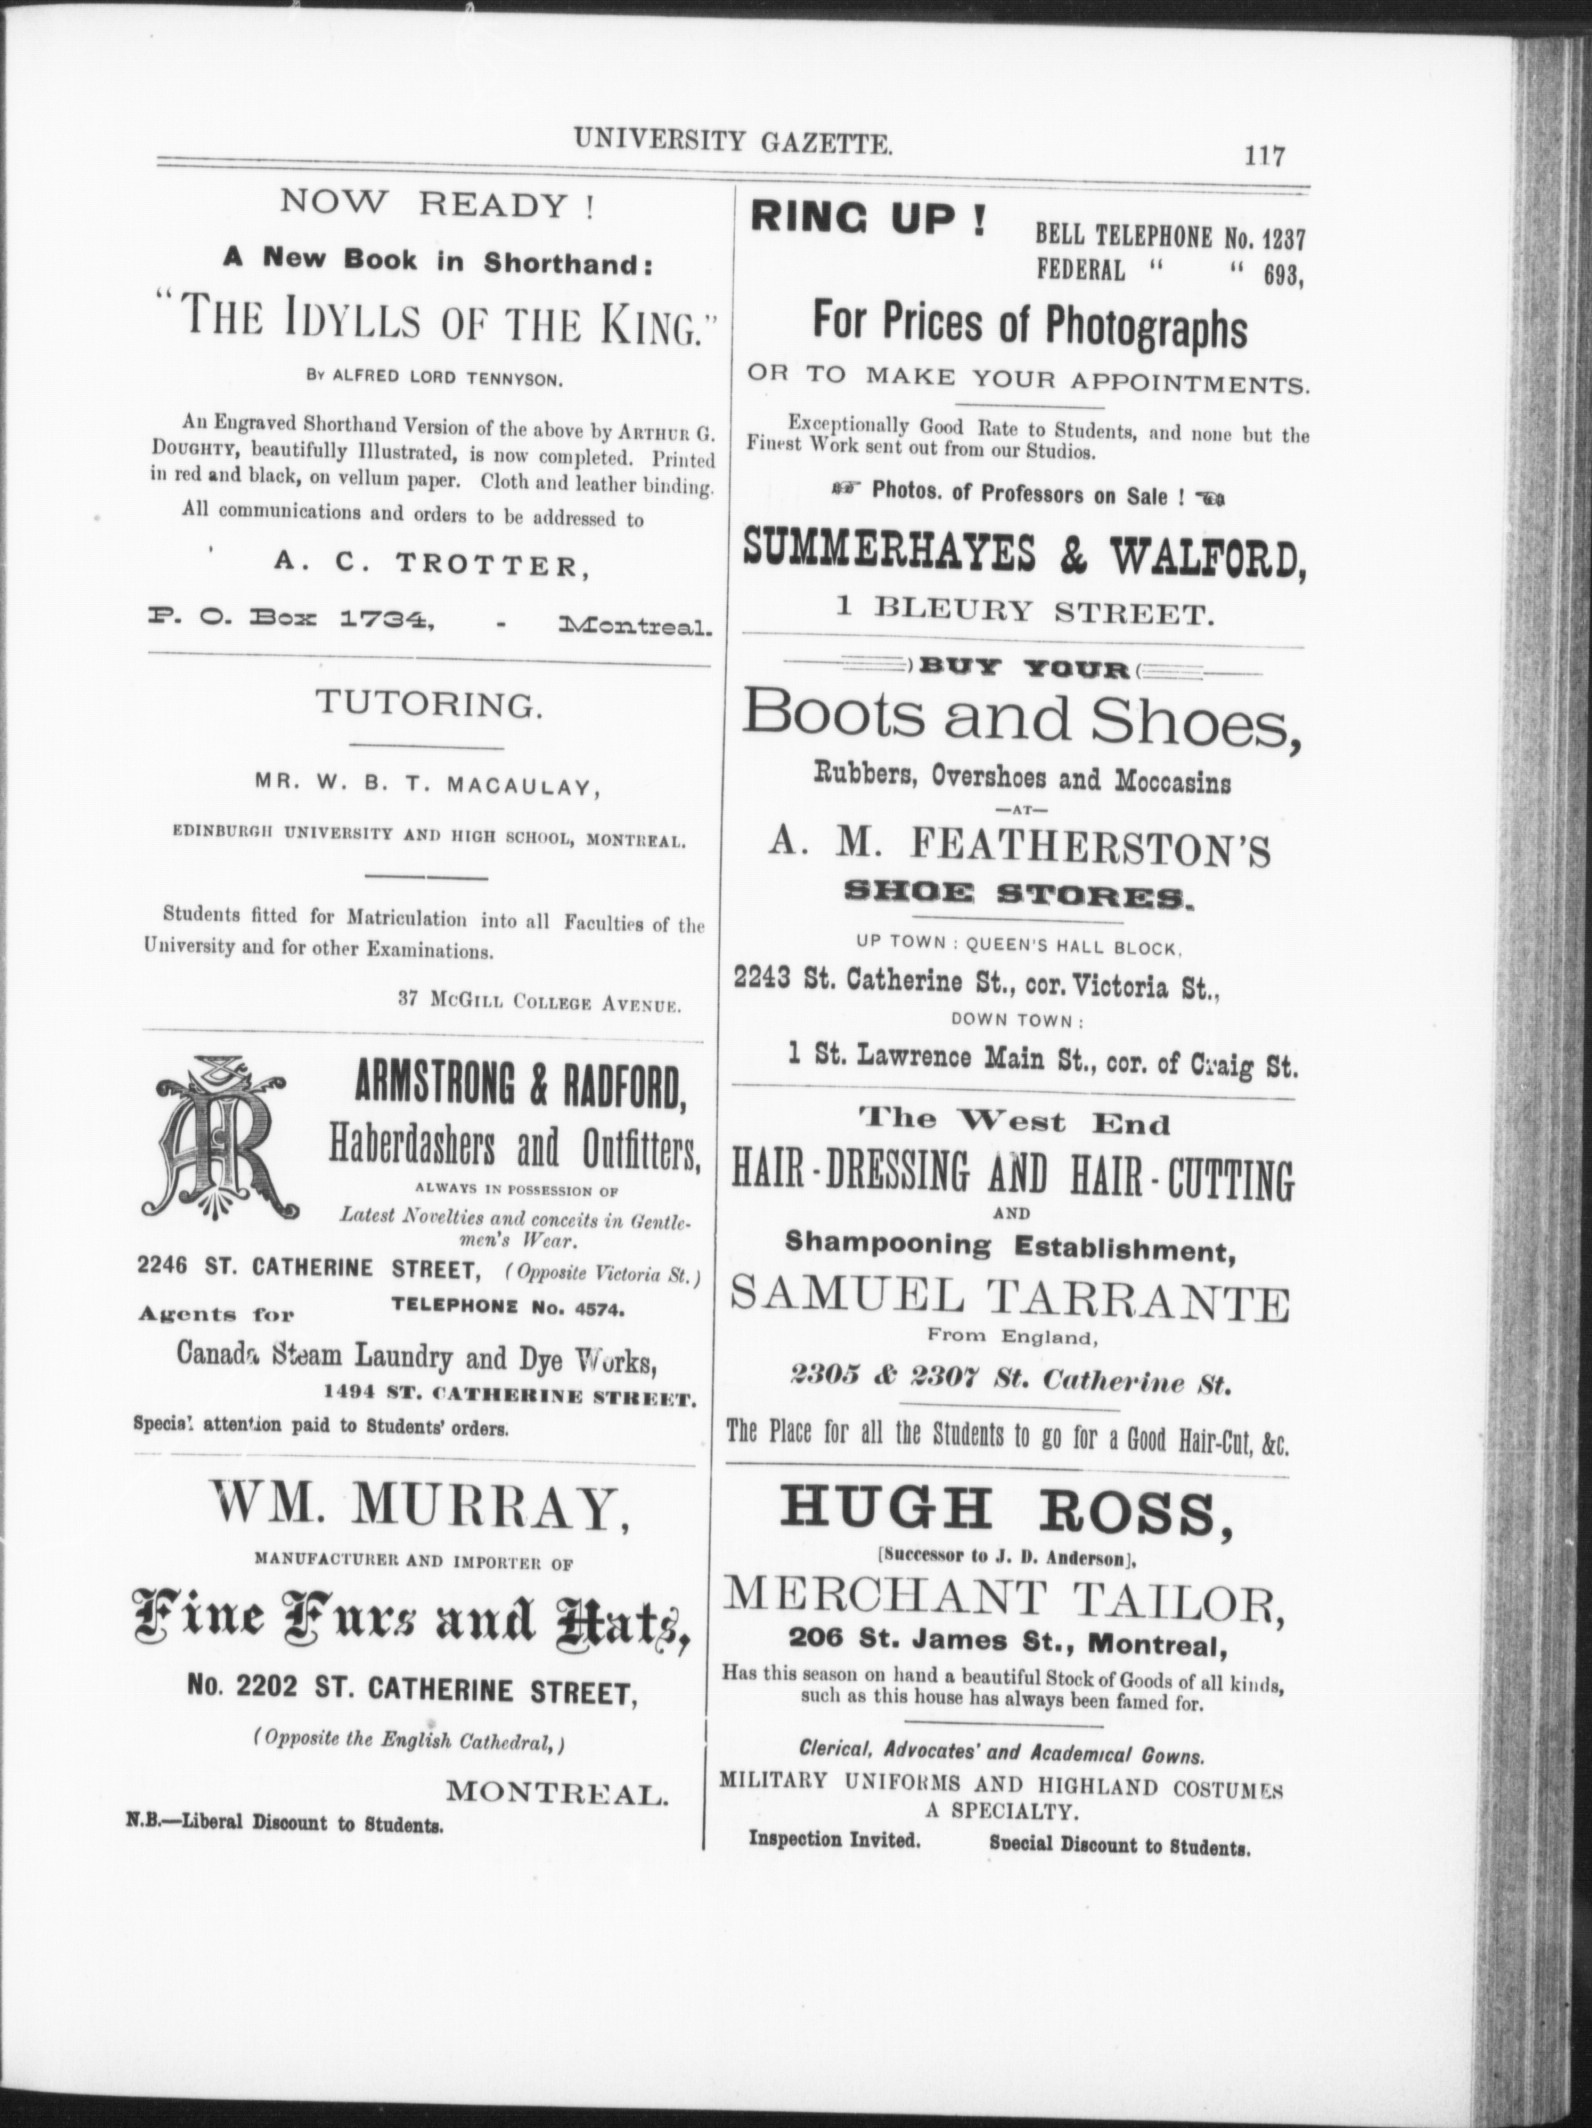 UNIVERSITY GAZETTE.
117
NOW READY !
A New Book in Shorthand:
"THE IDYLLS OF THE KING."
BY ALFRED LORD TENNYSON.
An Engraved Shorthand Version of the above by ARTHUR G.
DOUGHTY, beautifully Illustrated, is now completed. Printed
in red and black, on vellum paper. Cloth and leather binding.
All communications and orders to be addressed to
A. C. TROTTER,
P. O. Box 1734, - Montreal.
TUTORING.
MR. W. B. T. MACAULAY,
EDINBURGH UNIVERSITY AND HIGH SCHOOL, MONTREAL.
Students fitted for Matriculation into all Faculties of the
University and for other Examinations.
37 MCGILL COLLEGE AVENUE.
AR
ARMSTRONG & RADFORD,
Haberdashers and Outfitters,
ALWAYS IN POSSESSION OF
Latest Novelties and conceits in Gentle-
men's Wear.
2246 ST. CATHERINE STREET, (Opposite Victoria St.)
TELEPHONE No. 4574.
Agents for
Canada Steam Laundry and Dye Works,
1494 ST. CATHERINE STREET.
Special attention paid to Students' orders.
WM. MURRAY,
MANUFACTURER AND IMPORTER OF
Fine Furs and Hats,
No. 2202 ST. CATHERINE STREET,
(Opposite the English Cathedral,)
MONTREAL.
N.B.—Liberal Discount to Students.
RING UP !
BELL TELEPHONE No. 1237
FEDERAL " " 693,
For Prices of Photographs
OR TO MAKE YOUR APPOINTMENTS.
Exceptionally Good Rate to Students, and none but the
Finest Work sent out from our Studios.
☞ Photos. of Professors on Sale ! ☜
SUMMERHAYES & WALFORD,
1 BLEURY STREET.
BUY YOUR
Boots and Shoes,
Rubbers, Overshoes and Moccasins
—AT—
A. M. FEATHERSTON'S
SHOE STORES.
UP TOWN : QUEEN'S HALL BLOCK,
2243 St. Catherine St., cor. Victoria St.,
DOWN TOWN :
1 St. Lawrence Main St., cor. of Craig St.
The West End
HAIR-DRESSING AND HAIR-CUTTING
AND
Shampooning Establishment,
SAMUEL TARRANTE
From England,
2305 & 2307 St. Catherine St.
The Place for all the Students to go for a Good Hair-Cut, &c.
HUGH ROSS,
[Successor to J. D. Anderson],
MERCHANT TAILOR,
206 St. James St., Montreal,
Has this season on hand a beautiful Stock of Goods of all kinds,
such as this house has always been famed for.
Clerical, Advocates' and Academical Gowns.
MILITARY UNIFORMS AND HIGHLAND COSTUMES
A SPECIALTY.
Inspection Invited. Special Discount to Students.